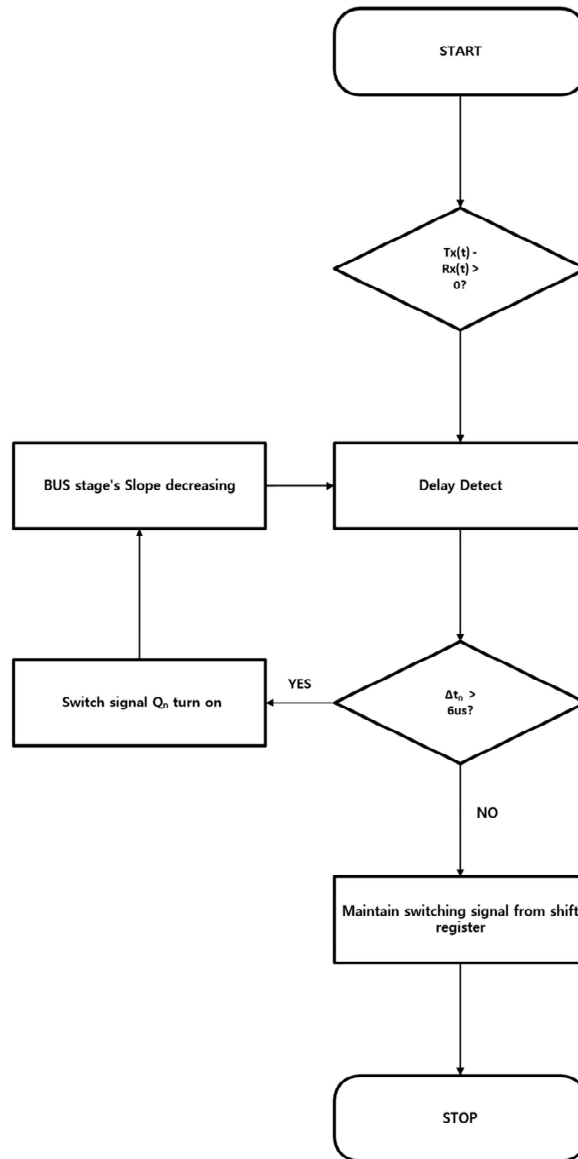 START
Tx(t) -
Rx(t) >
0?
BUS stage's Slope decreasing
Delay Detect
Switch signal Qₙ turn on
YES
Δtₙ >
6us?
NO
Maintain switching signal from shift
register
STOP